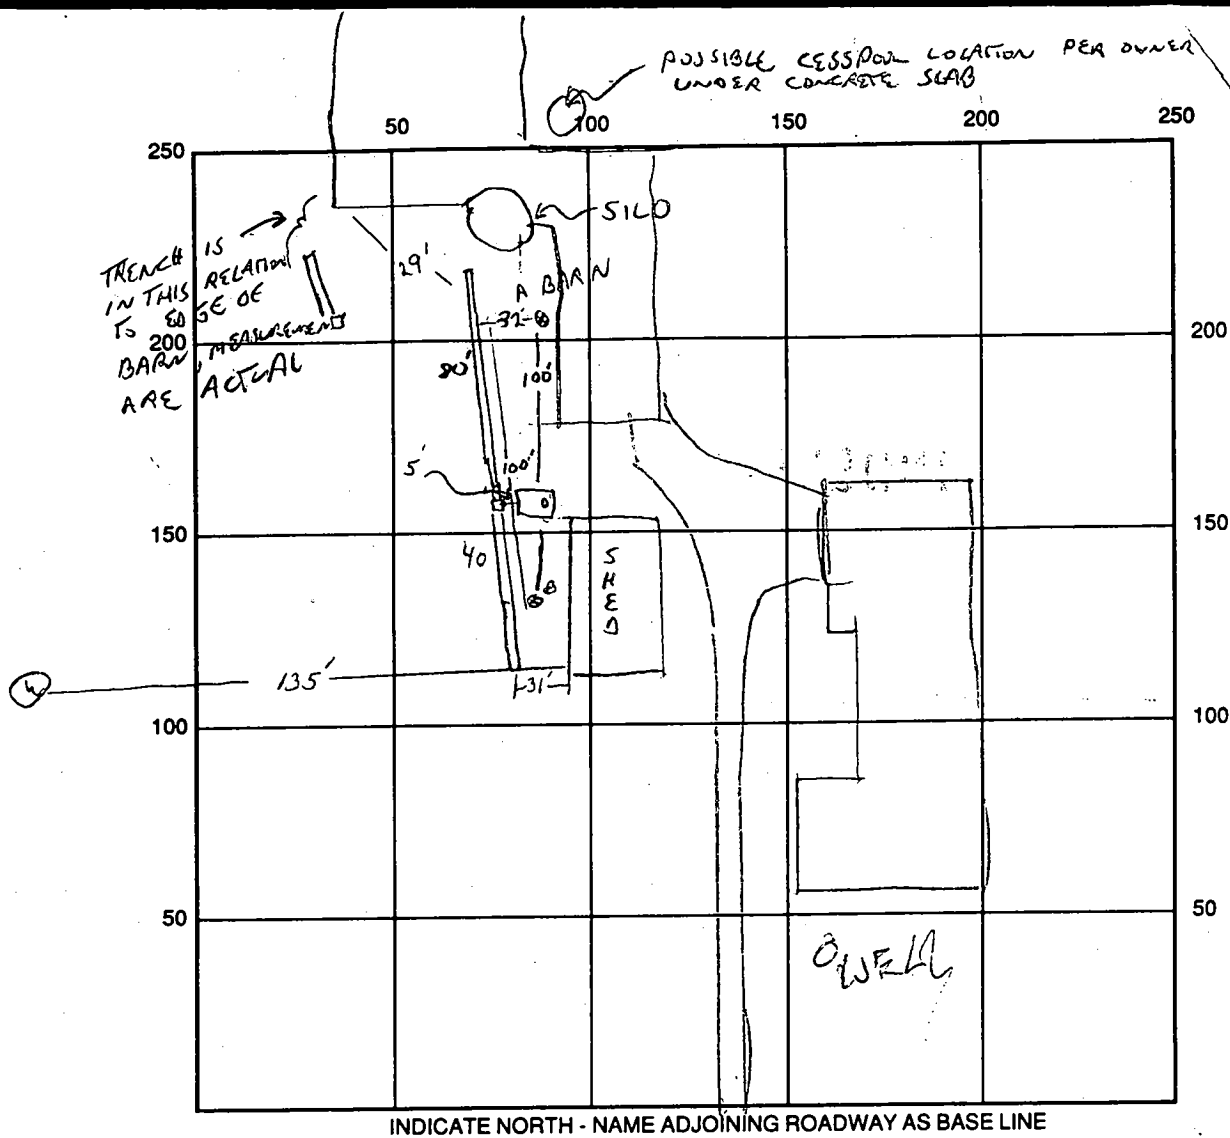 POSSIBLE CESSPOOL LOCATION PER OWNER
UNDER CONCRETE SLAB
50 100 150 200 250
250
SILO
TRENCH IS
IN THIS RELATION
TO EDGE OF
BARN, MEASUREMENT
ARE ACTUAL
29'
A BARN
32'
200 200
80'
100'
5'
100'
150 150
40
SHED
B
W
135'
31'
100 100
50 50
WELL
INDICATE NORTH - NAME ADJOINING ROADWAY AS BASE LINE